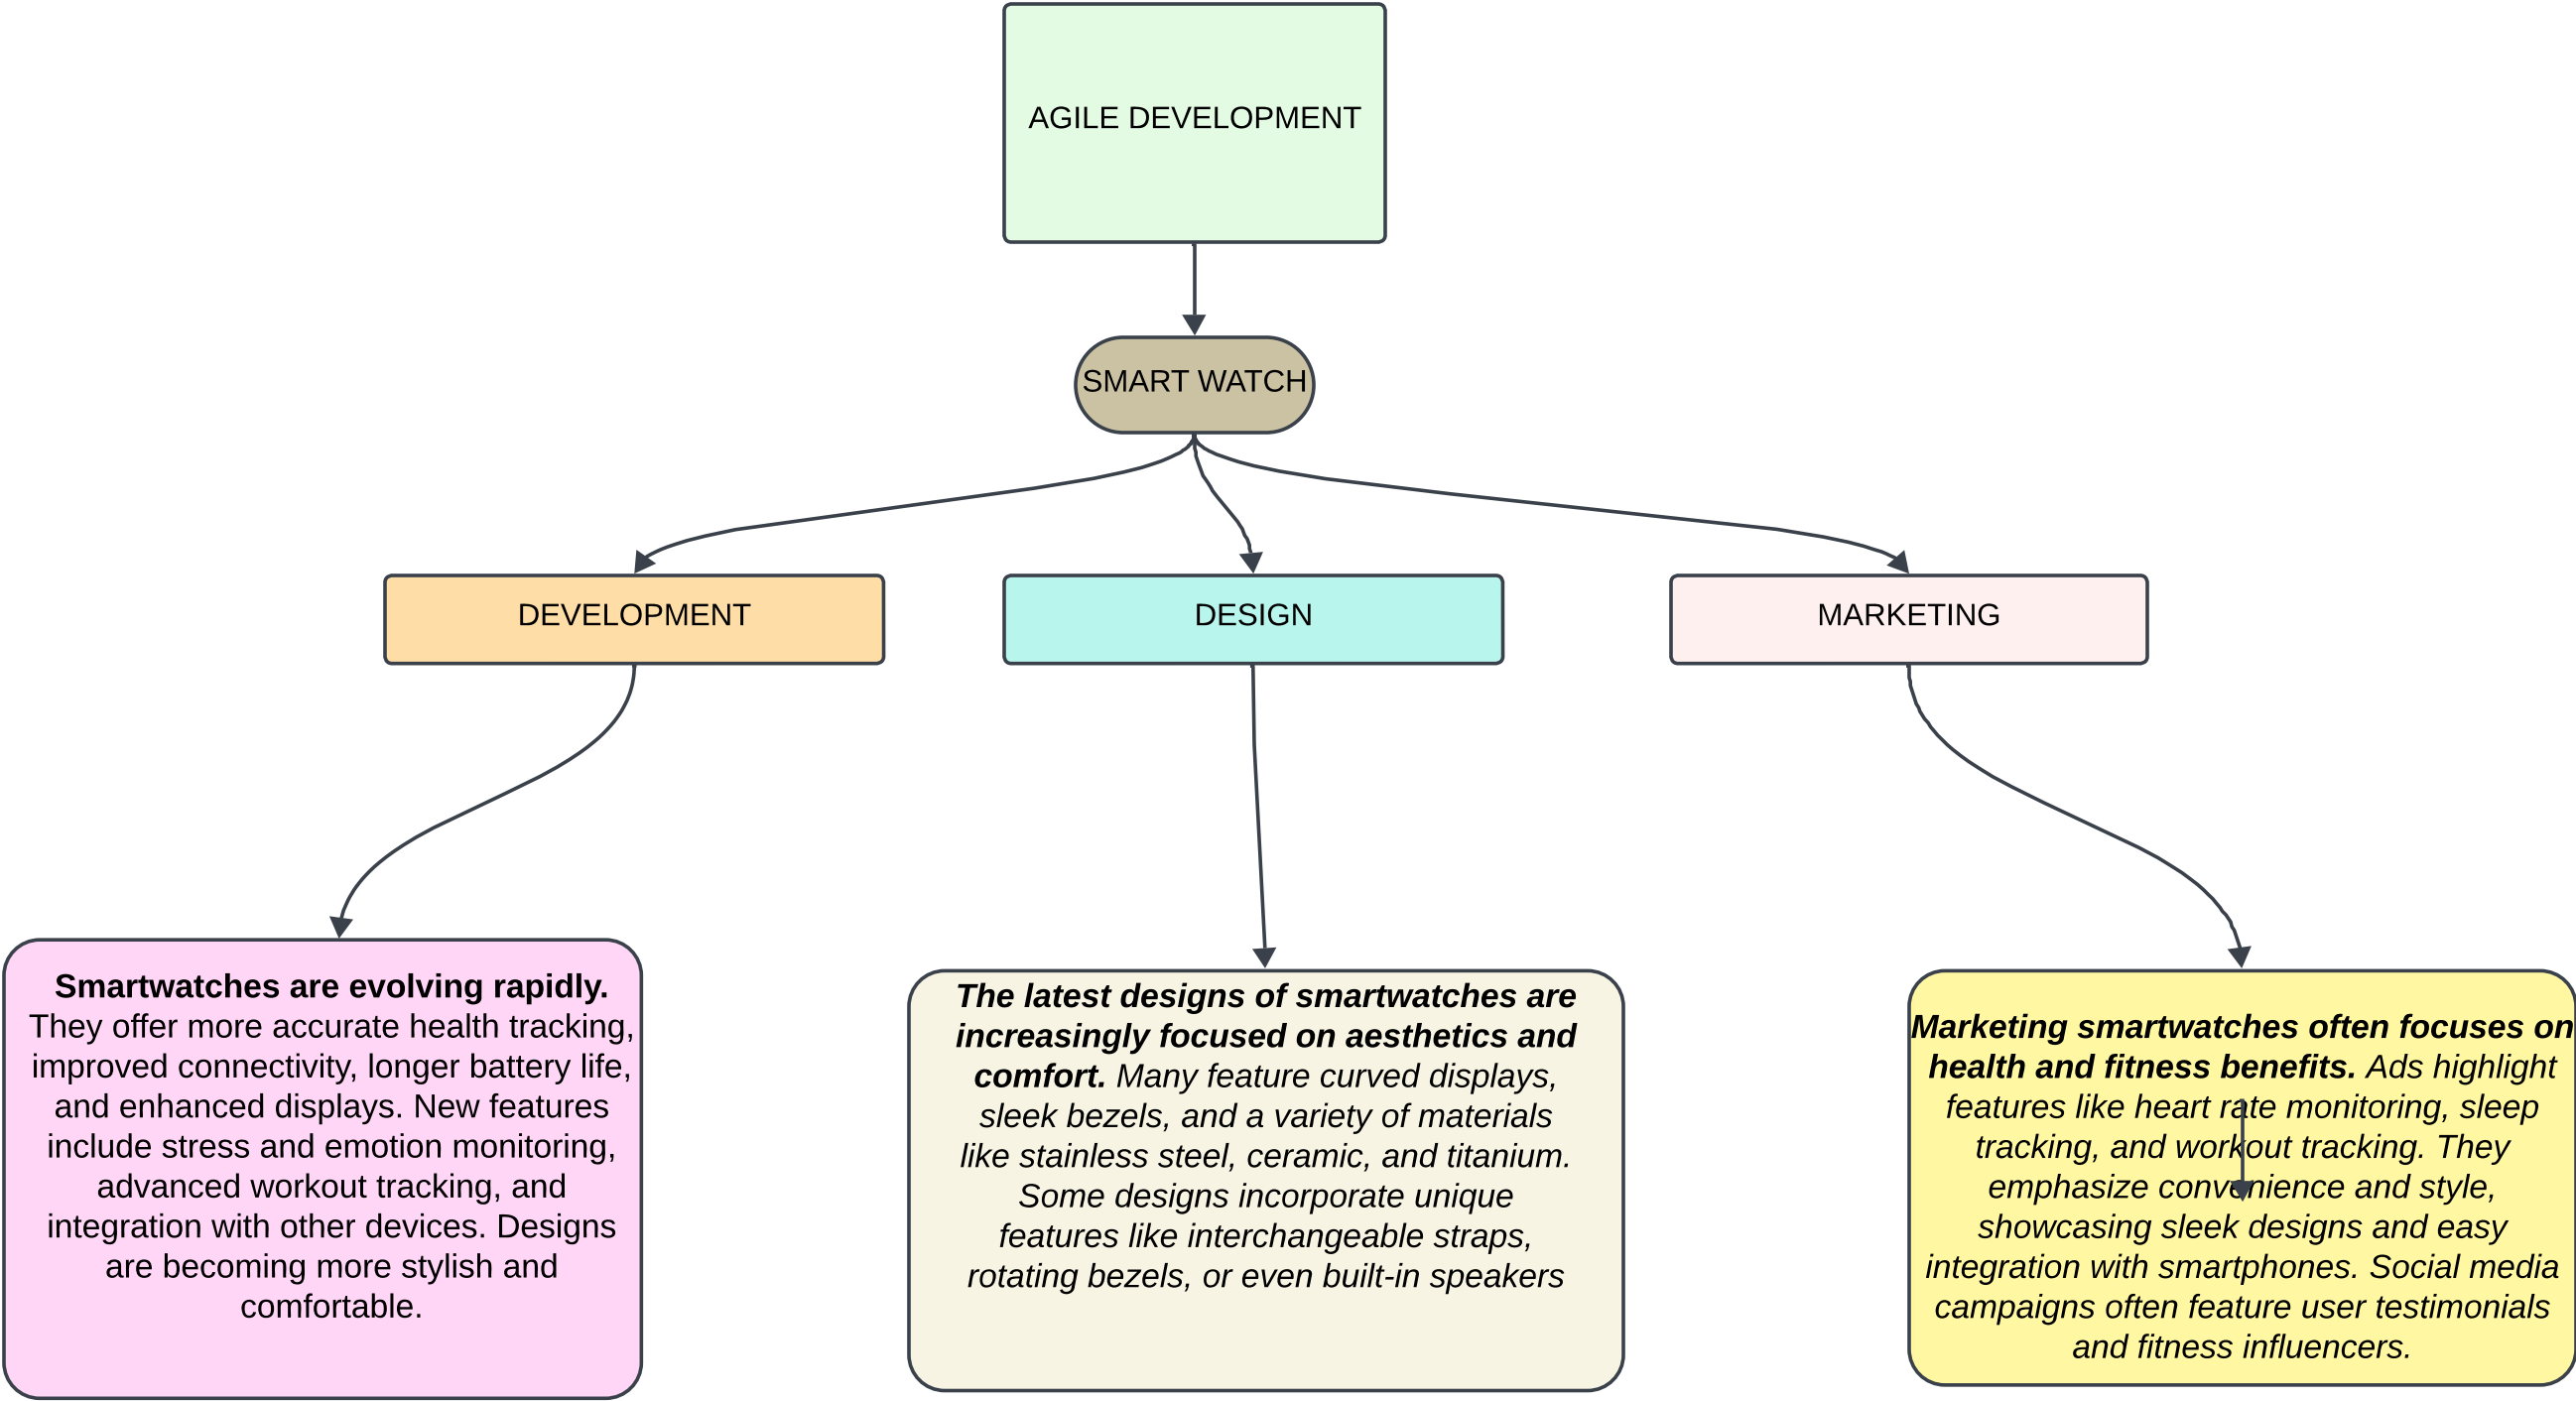 AGILE DEVELOPMENT
SMART WATCH
DEVELOPMENT
DESIGN
MARKETING
Smartwatches are evolving rapidly.
They offer more accurate health tracking,
improved connectivity, longer battery life,
and enhanced displays. New features
include stress and emotion monitoring,
advanced workout tracking, and
integration with other devices. Designs
are becoming more stylish and
comfortable.
The latest designs of smartwatches are
increasingly focused on aesthetics and
comfort. Many feature curved displays,
sleek bezels, and a variety of materials
like stainless steel, ceramic, and titanium.
Some designs incorporate unique
features like interchangeable straps,
rotating bezels, or even built-in speakers
Marketing smartwatches often focuses on
health and fitness benefits. Ads highlight
features like heart rate monitoring, sleep
tracking, and workout tracking. They
emphasize convenience and style,
showcasing sleek designs and easy
integration with smartphones. Social media
campaigns often feature user testimonials
and fitness influencers.